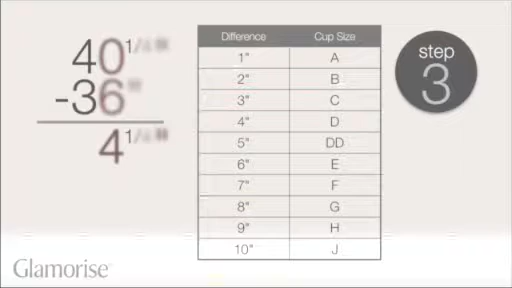 40
-36
4
Difference Cup Size
1" A
2" B
3" C
4" D
5" DD
6" E
7" F
8" G
9" H
10" J
step
3
Glamorise